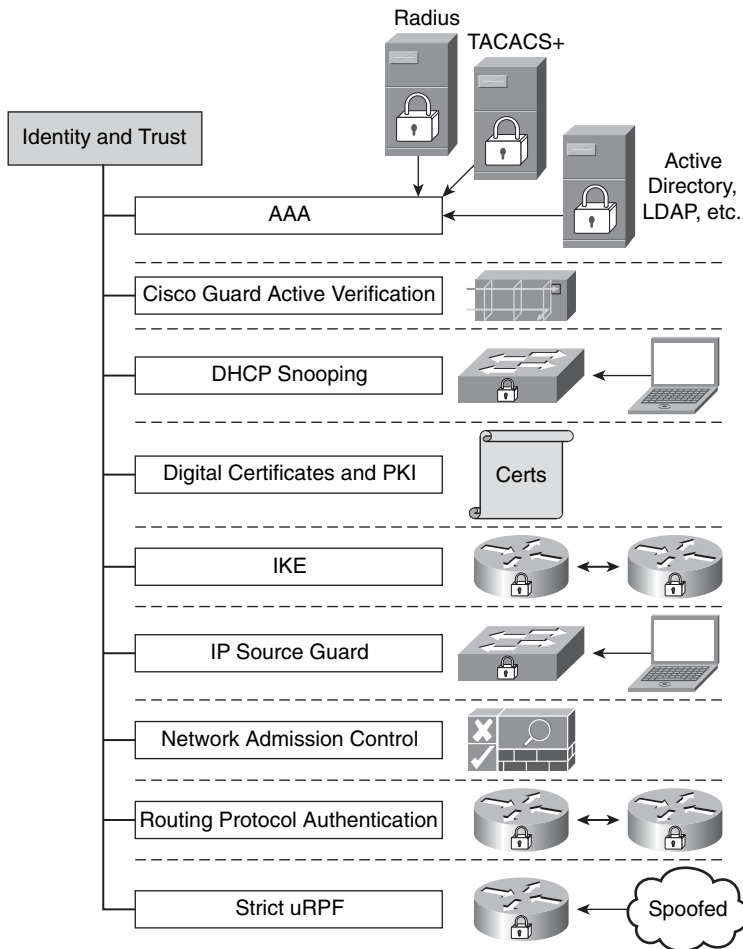 Radius
TACACS+
Identity and Trust
Active
Directory,
LDAP, etc.
AAA
Cisco Guard Active Verification
DHCP Snooping
Digital Certificates and PKI
Certs
IKE
IP Source Guard
Network Admission Control
Routing Protocol Authentication
Strict uRPF
Spoofed